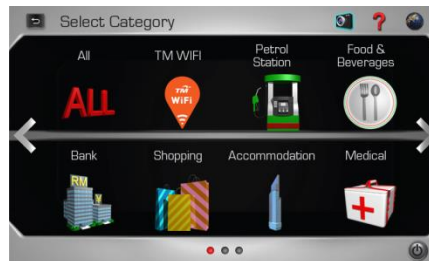 Select Category
?
All
TM WIFI
Petrol
Station
Food &
Beverages
ALL
TM
WiFi
Bank
Shopping
Accommodation
Medical
RM